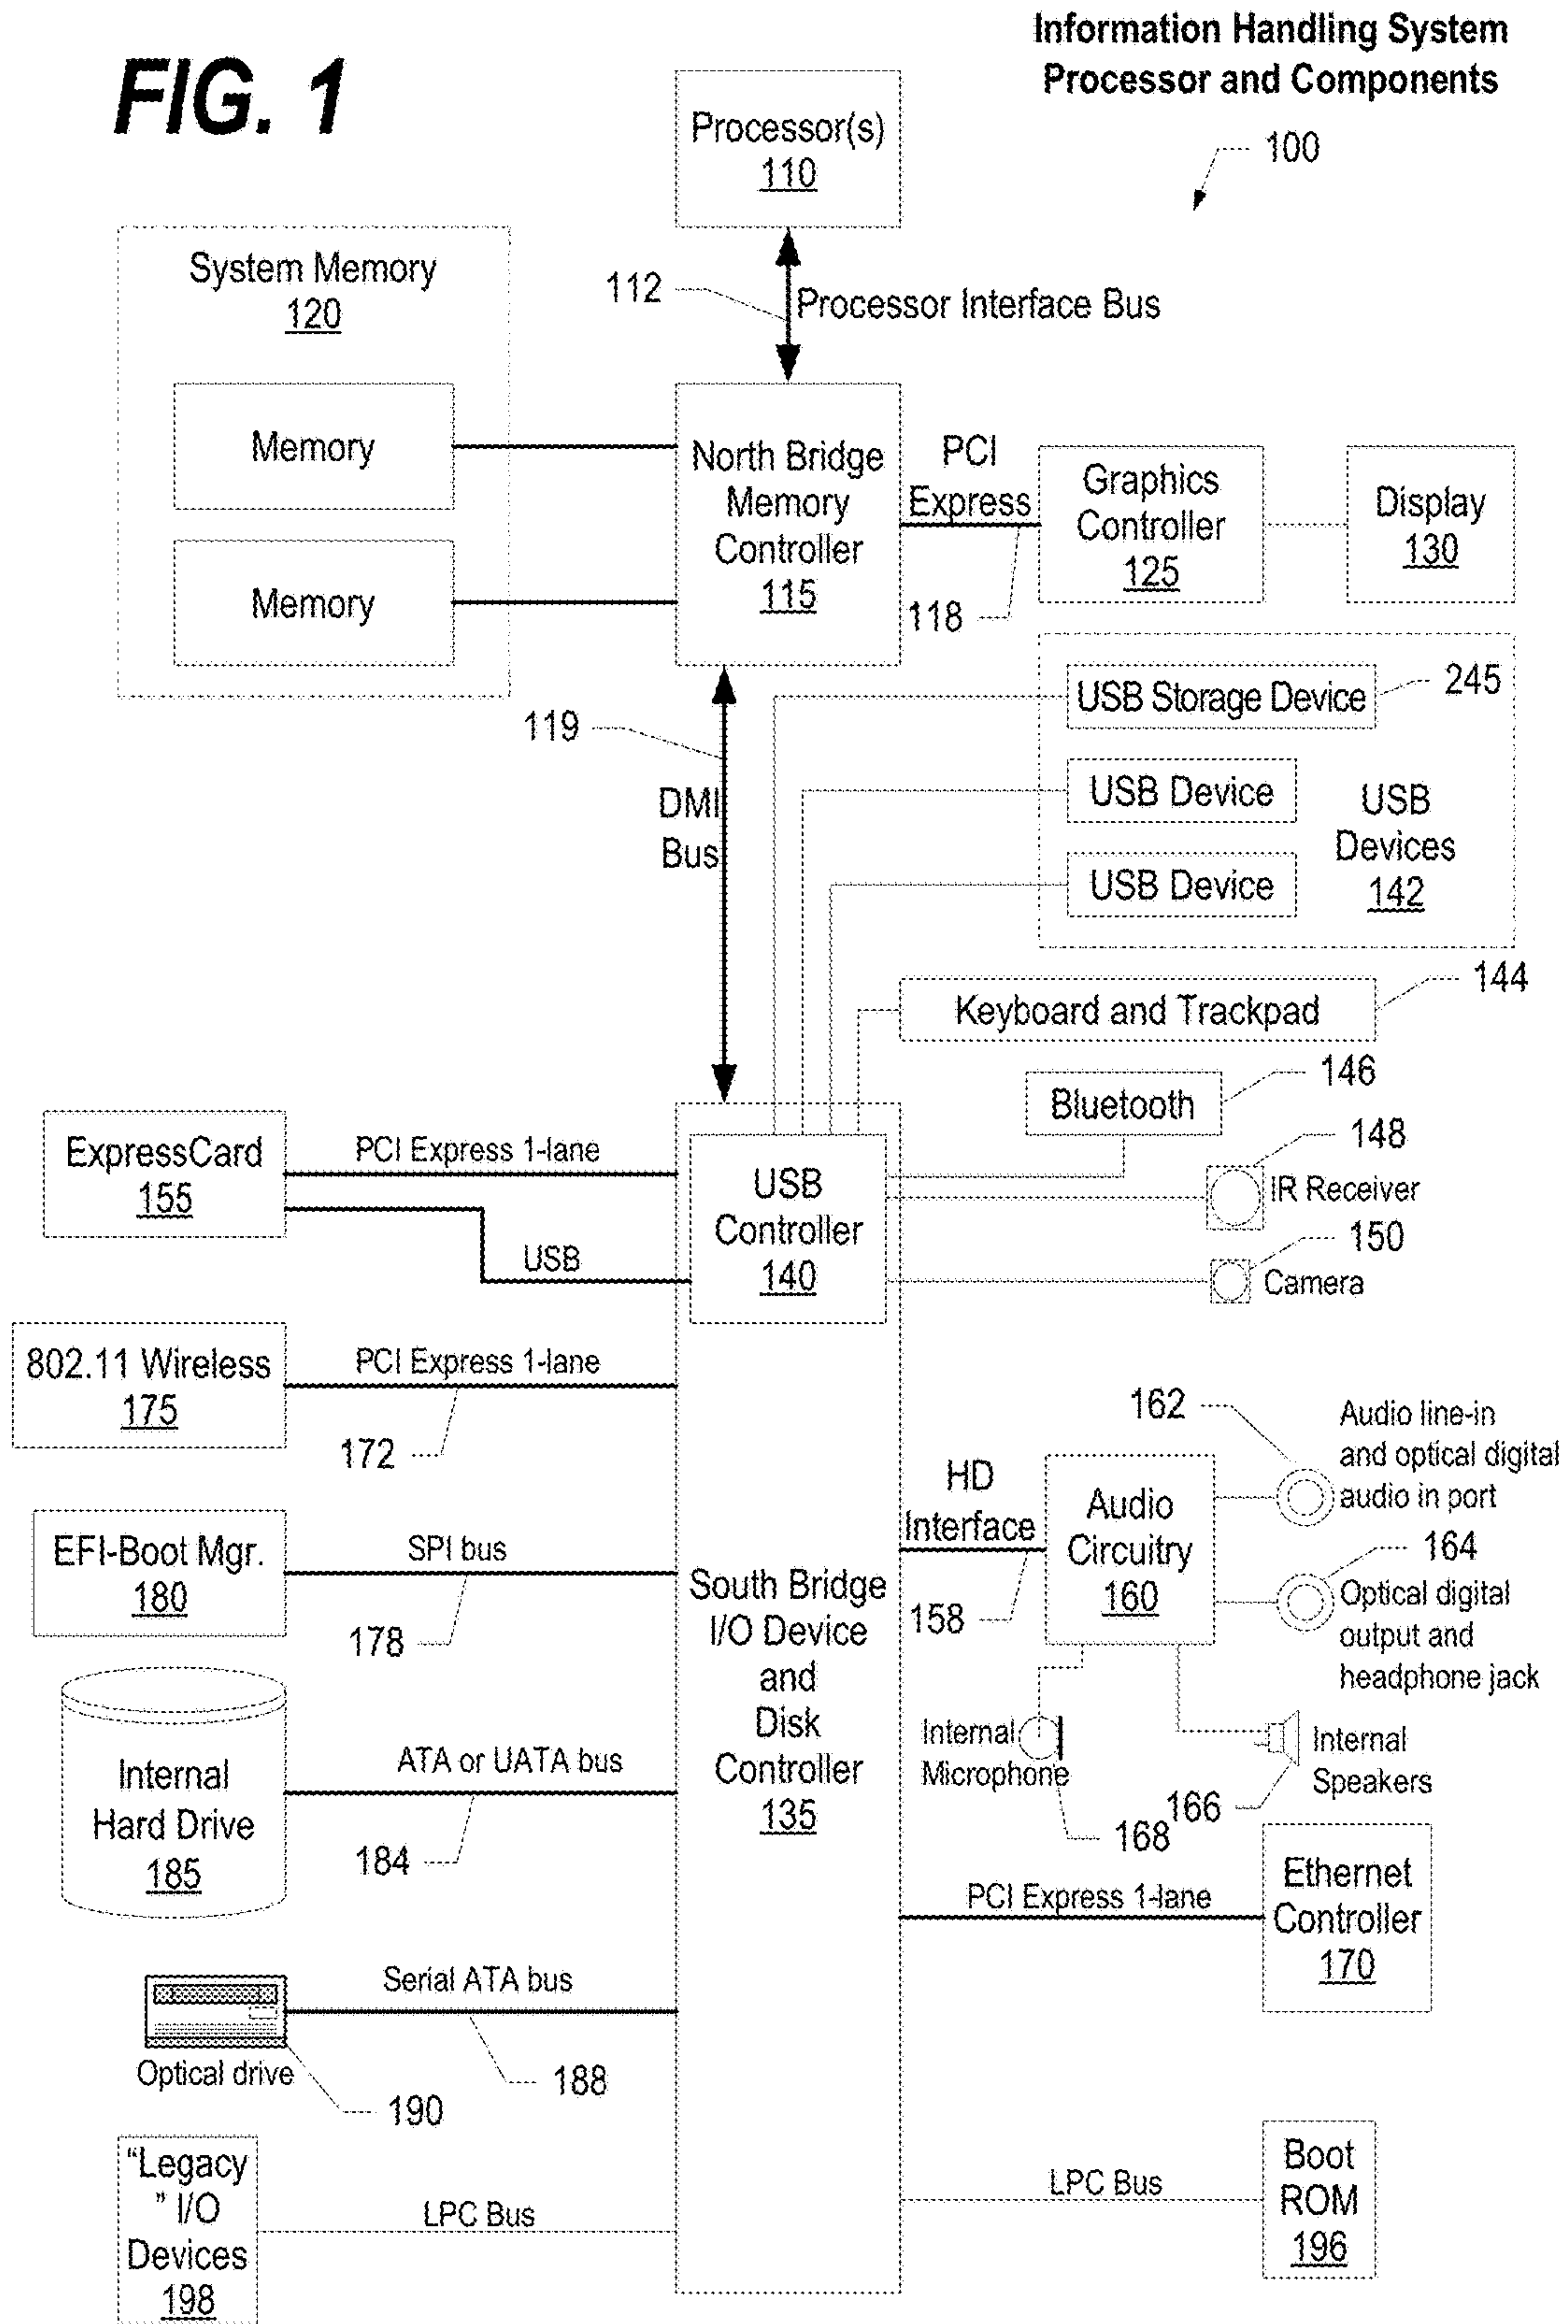 FIG. 1
Information Handling System
Processor and Components
100
Processor(s)
110
112
Processor Interface Bus
System Memory
120
Memory
Memory
North Bridge
Memory
Controller
115
PCI
Express
118
Graphics
Controller
125
Display
130
119
DMI
Bus
USB Storage Device
245
USB Device
USB Device
USB
Devices
142
Keyboard and Trackpad
144
Bluetooth
146
148
IR Receiver
150
Camera
ExpressCard
155
PCI Express 1-lane
USB
USB
Controller
140
802.11 Wireless
175
PCI Express 1-lane
172
EFI-Boot Mgr.
180
SPI bus
178
South Bridge
I/O Device
and
Disk
Controller
135
HD
Interface
158
Audio
Circuitry
160
162
Audio line-in
and optical digital
audio in port
164
Optical digital
output and
headphone jack
Internal
Microphone
168
166
Internal
Speakers
Internal
Hard Drive
185
ATA or UATA bus
184
PCI Express 1-lane
Ethernet
Controller
170
Serial ATA bus
188
Optical drive
190
“Legacy
” I/O
Devices
198
LPC Bus
LPC Bus
Boot
ROM
196